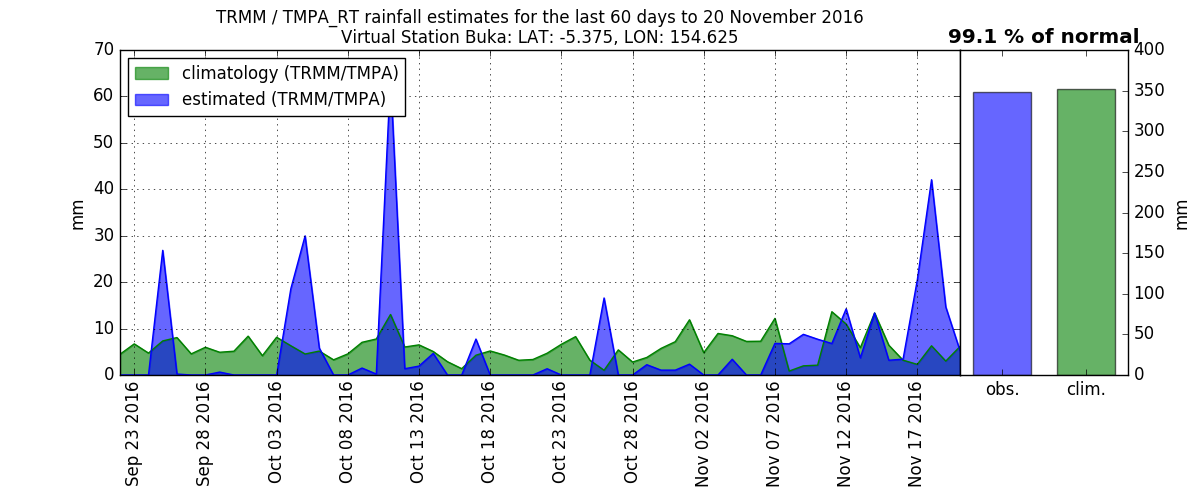 TRMM / TMPA_RT rainfall estimates for the last 60 days to 20 November 2016
Virtual Station Buka: LAT: -5.375, LON: 154.625
99.1 % of normal
climatology (TRMM/TMPA)
estimated (TRMM/TMPA)
mm
70
60
50
40
30
20
10
0
Sep 23 2016
Sep 28 2016
Oct 03 2016
Oct 08 2016
Oct 13 2016
Oct 18 2016
Oct 23 2016
Oct 28 2016
Nov 02 2016
Nov 07 2016
Nov 12 2016
Nov 17 2016
obs.
clim.
400
350
300
250
200
150
100
50
0
mm